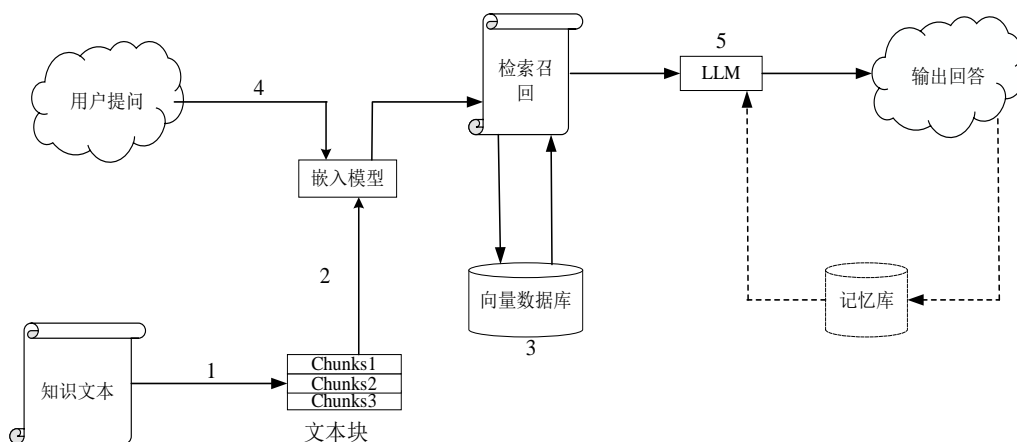 5
检索召
回
LLM
输出回答
用户提问
4
嵌入模型
2
向量数据库
记忆库
3
知识文本
1
Chunks1
Chunks2
Chunks3
文本块